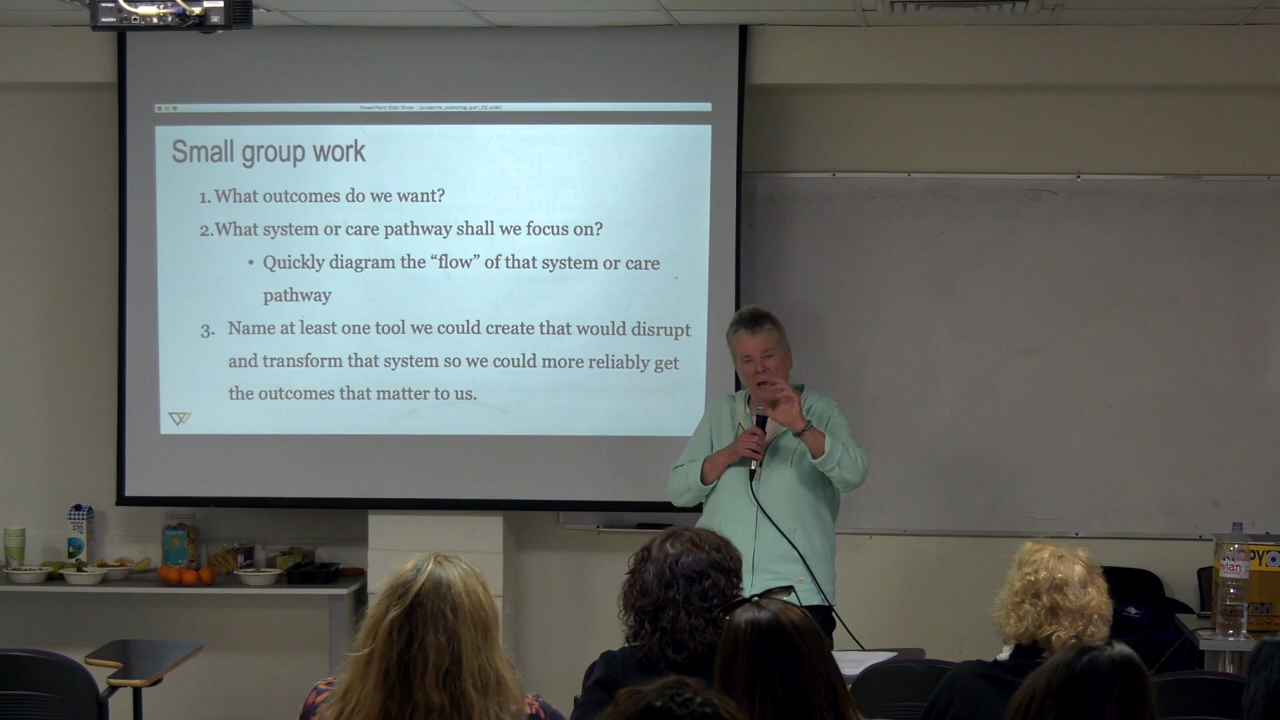 Small group work
1. What outcomes do we want?
2.What system or care pathway shall we focus on?
• Quickly diagram the “flow” of that system or care
pathway
3. Name at least one tool we could create that would disrupt
and transform that system so we could more reliably get
the outcomes that matter to us.
evian